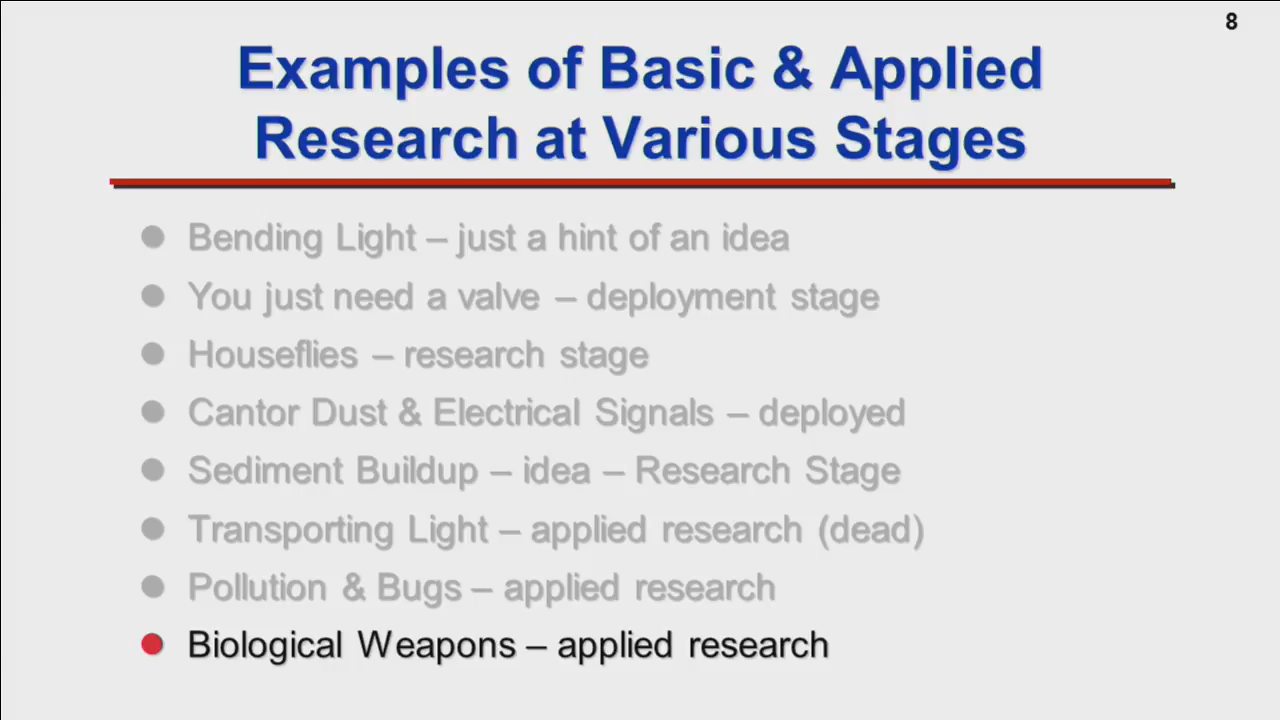 8
Examples of Basic & Applied
Research at Various Stages
Bending Light – just a hint of an idea
You just need a valve – deployment stage
Houseflies – research stage
Cantor Dust & Electrical Signals – deployed
Sediment Buildup – idea – Research Stage
Transporting Light – applied research (dead)
Pollution & Bugs – applied research
Biological Weapons – applied research